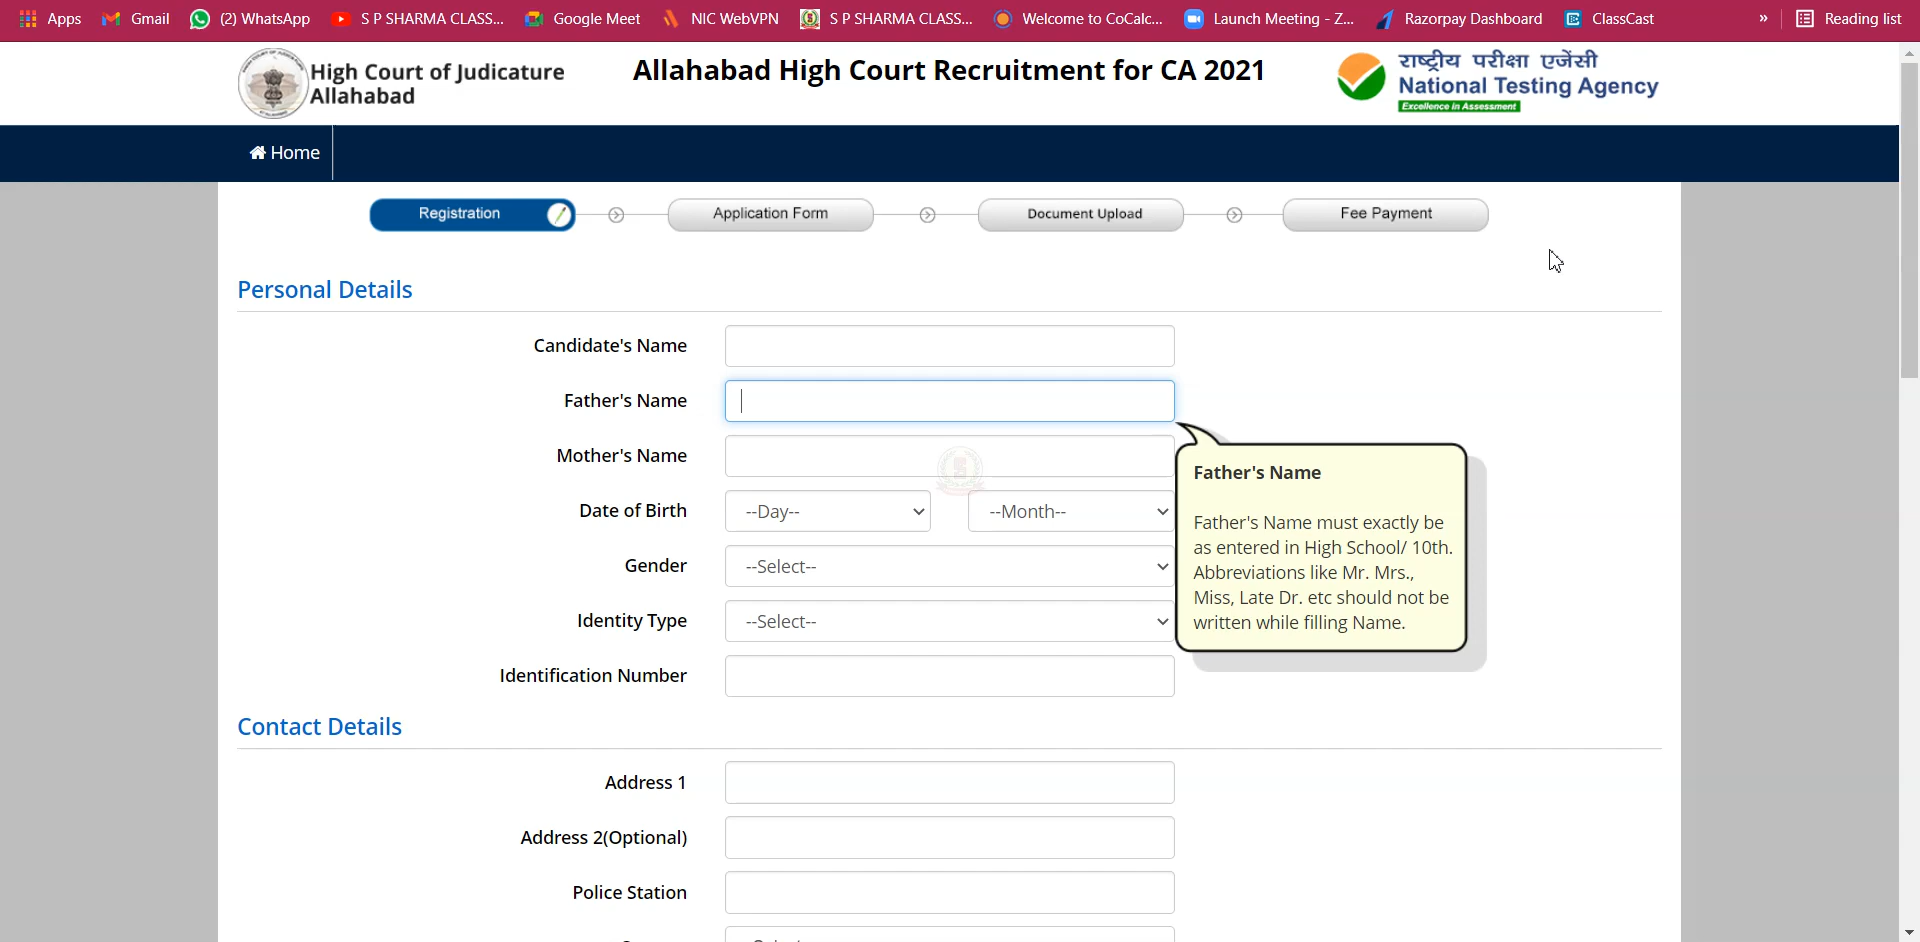 Apps Gmail (2) WhatsApp S P SHARMA CLASS... Google Meet NIC WebVPN S P SHARMA CLASS... Welcome to CoCalc... Launch Meeting - Z... Razorpay Dashboard ClassCast » Reading list
High Court of Judicature
Allahabad
Allahabad High Court Recruitment for CA 2021
राष्ट्रीय परीक्षा एजेंसी
National Testing Agency
Excellence in Assessment
Home
Registration Application Form Document Upload Fee Payment
Personal Details
Candidate's Name
Father's Name
Mother's Name
Date of Birth --Day-- --Month--
Gender --Select--
Identity Type --Select--
Identification Number
Father's Name
Father's Name must exactly be
as entered in High School/ 10th.
Abbreviations like Mr. Mrs.,
Miss, Late Dr. etc should not be
written while filling Name.
Contact Details
Address 1
Address 2(Optional)
Police Station